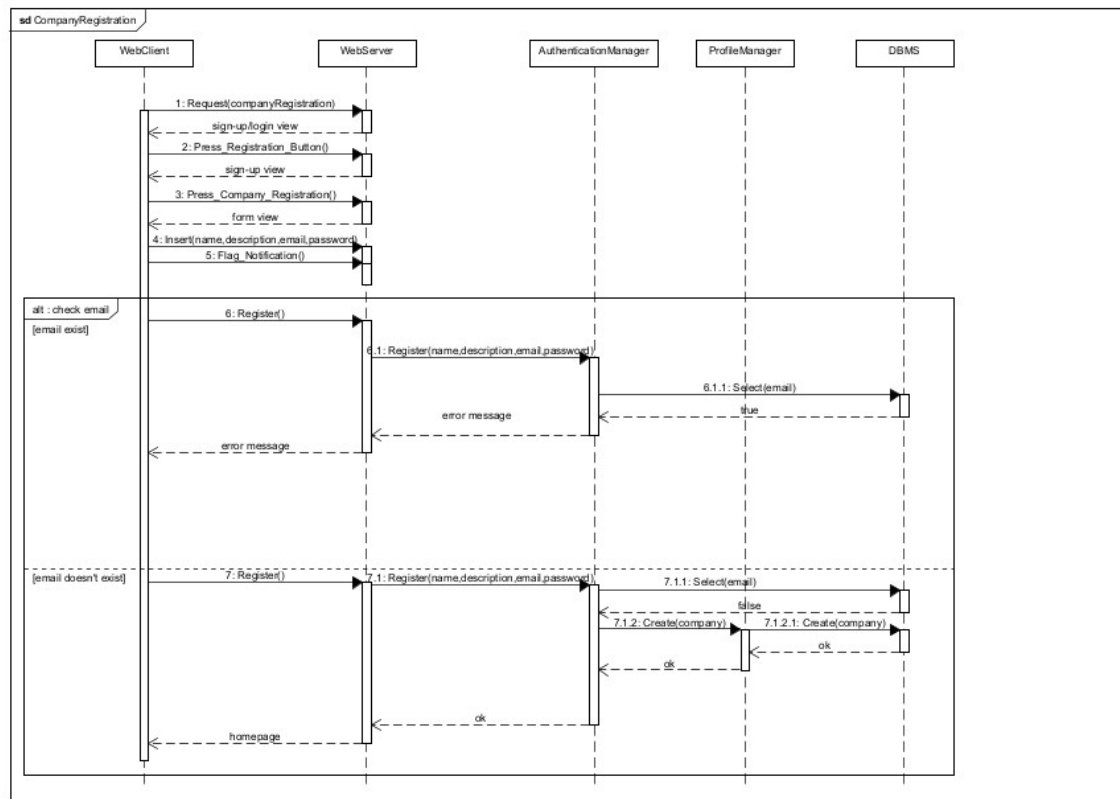 sd CompanyRegistration
WebClient
WebServer
AuthenticationManager
ProfileManager
DBMS
1: Request(companyRegistration)
sign-up/login view
2: Press_Registration_Button()
sign-up view
3: Press_Company_Registration()
form view
4: Insert(name,description,email,password)
5: Flag_Notification()
alt : check email
6: Register()
[email exist]
6.1: Register(name,description,email,password)
6.1.1: Select(email)
true
error message
error message
[email doesn't exist]
7: Register()
7.1: Register(name,description,email,password)
7.1.1: Select(email)
false
7.1.2: Create(company)
7.1.2.1: Create(company)
ok
ok
ok
homepage